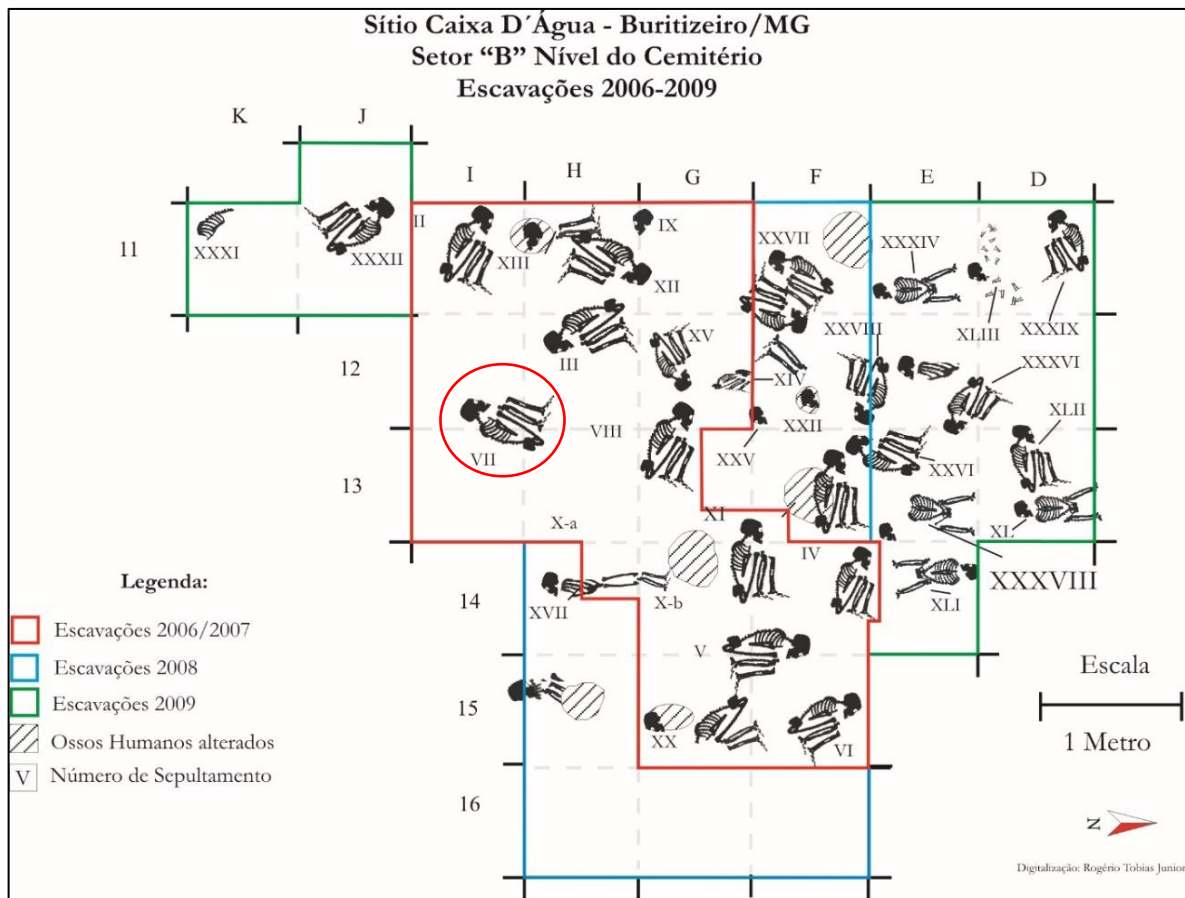 Sítio Caixa D´Água - Buritizeiro/MG
Setor “B” Nível do Cemitério
Escavações 2006-2009
K
J
I
H
G
F
E
D
11
12
13
14
15
16
II
XXXI
XXXII
XIII
IX
XII
XXVII
XXXIV
XLIII
XXXIX
III
XV
XIV
XXVIII
XXXVI
XXII
XLII
VII
VIII
XXV
XXVI
XI
XL
X-a
IV
XXXVIII
XVII
X-b
XLI
V
XX
VI
Legenda:
Escavações 2006/2007
Escavações 2008
Escavações 2009
Ossos Humanos alterados
V Número de Sepultamento
Escala
1 Metro
N
Digitalização: Rogério Tobias Junior